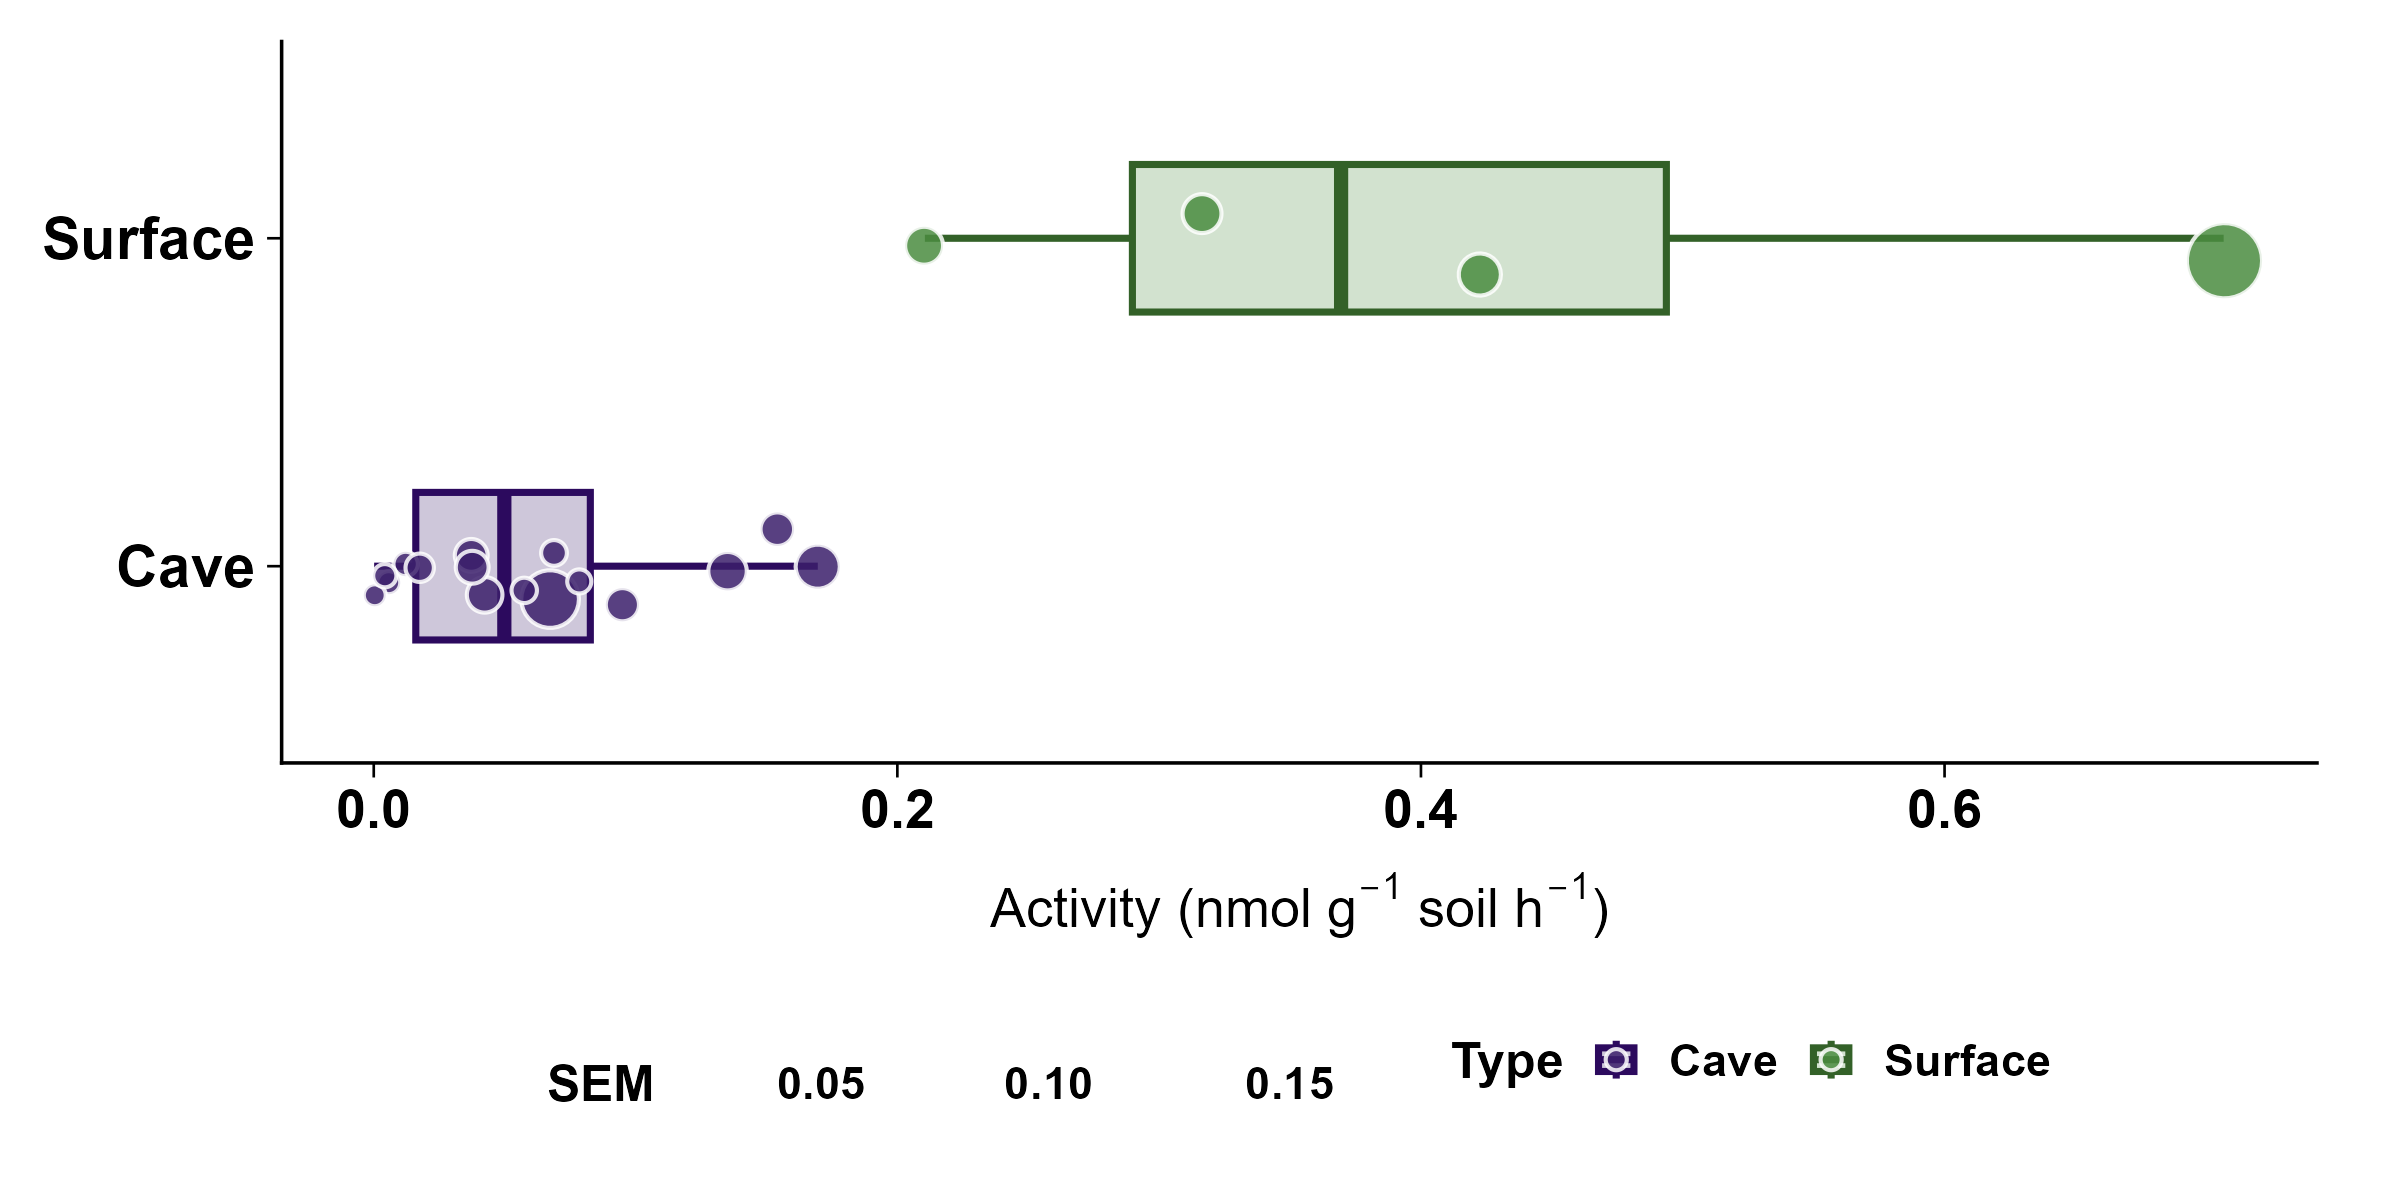 Surface
Cave
0.0 0.2 0.4 0.6
Activity (nmol g⁻¹ soil h⁻¹)
SEM 0.05 0.10 0.15 Type Cave Surface